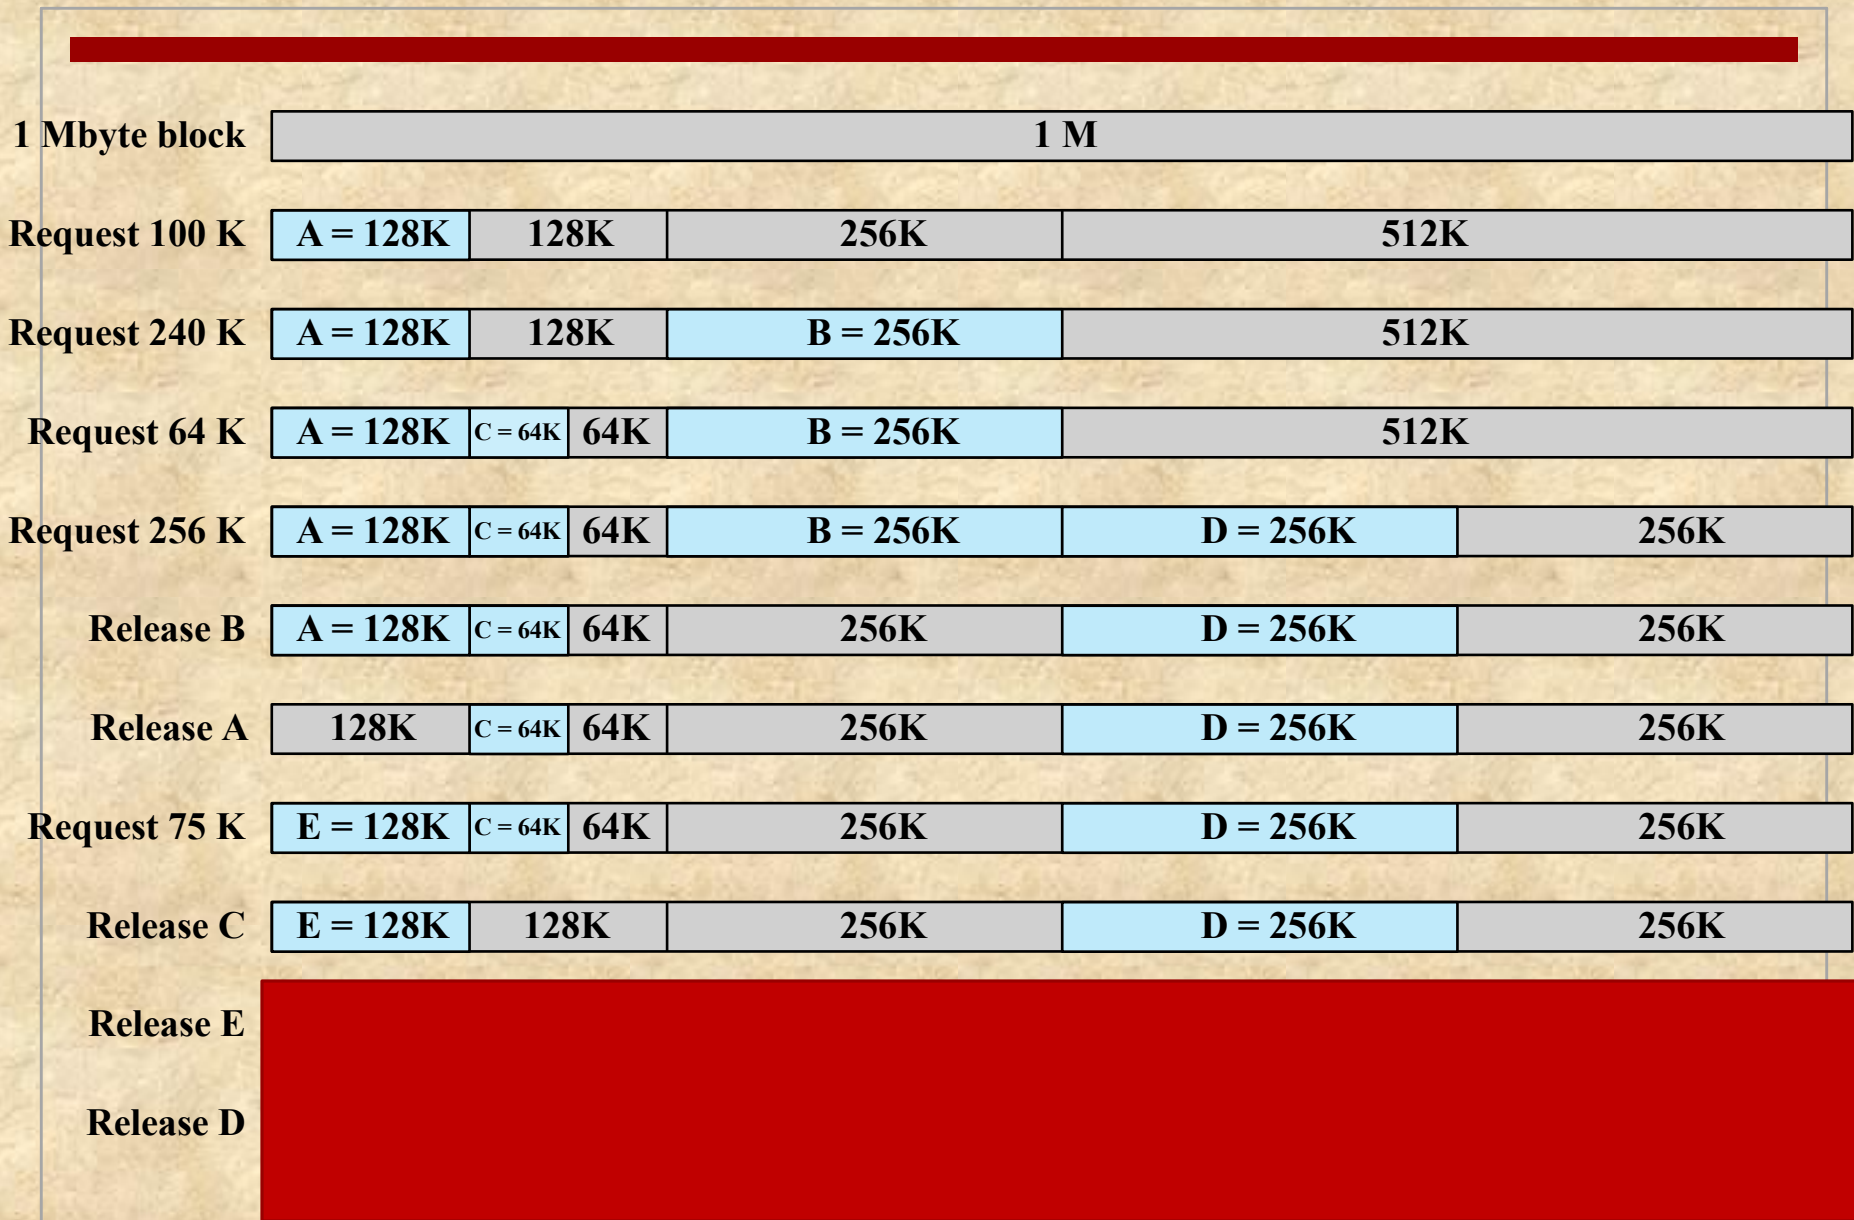 1 Mbyte block 1 M
Request 100 K A = 128K 128K 256K 512K
Request 240 K A = 128K 128K B = 256K 512K
Request 64 K A = 128K C = 64K 64K B = 256K 512K
Request 256 K A = 128K C = 64K 64K B = 256K D = 256K 256K
Release B A = 128K C = 64K 64K 256K D = 256K 256K
Release A 128K C = 64K 64K 256K D = 256K 256K
Request 75 K E = 128K C = 64K 64K 256K D = 256K 256K
Release C E = 128K 128K 256K D = 256K 256K
Release E
Release D